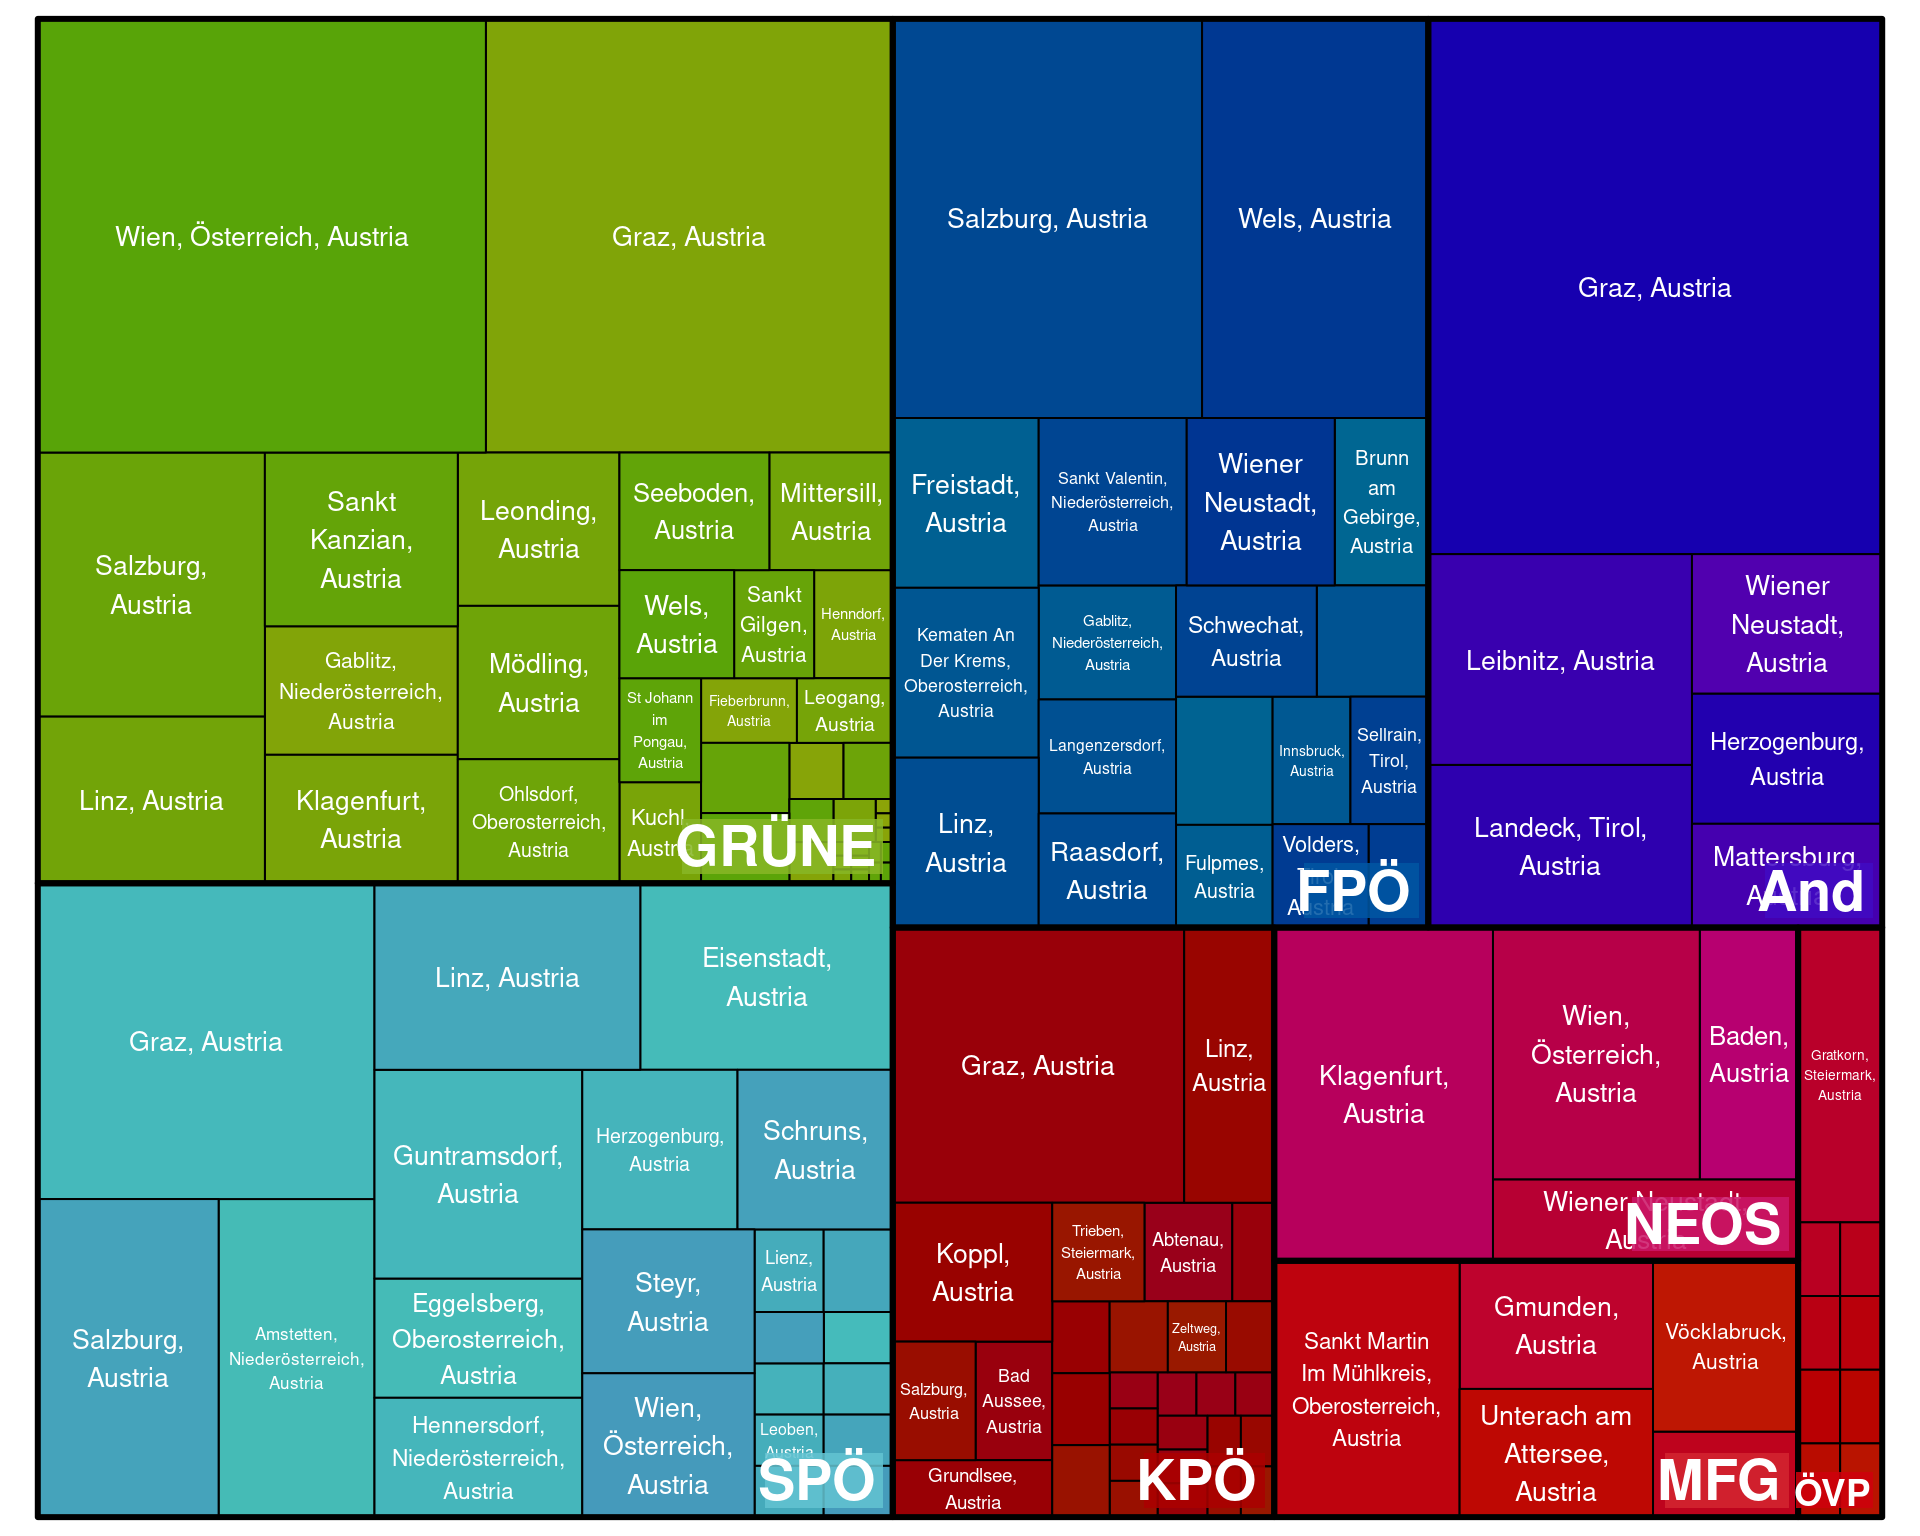 Wien, Österreich, Austria
Graz, Austria
Salzburg,
Austria
Sankt
Kanzian,
Austria
Leonding,
Austria
Seeboden,
Austria
Mittersill,
Austria
Wels,
Austria
Sankt
Gilgen,
Austria
Henndorf,
Austria
Gablitz,
Niederösterreich,
Austria
Mödling,
Austria
St Johann
im
Pongau,
Austria
Fieberbrunn,
Austria
Leogang,
Austria
Linz, Austria
Klagenfurt,
Austria
Ohlsdorf,
Oberosterreich,
Austria
Kuchl,
Austria
GRÜNE
Salzburg, Austria
Wels, Austria
Freistadt,
Austria
Sankt Valentin,
Niederösterreich,
Austria
Wiener
Neustadt,
Austria
Brunn
am
Gebirge,
Austria
Kematen An
Der Krems,
Oberosterreich,
Austria
Gablitz,
Niederösterreich,
Austria
Schwechat,
Austria
Langenzersdorf,
Austria
Innsbruck,
Austria
Sellrain,
Tirol,
Austria
Linz,
Austria
Raasdorf,
Austria
Fulpmes,
Austria
Volders,
Tirol,
Austria
FPÖ
Graz, Austria
Leibnitz, Austria
Wiener
Neustadt,
Austria
Herzogenburg,
Austria
Landeck, Tirol,
Austria
Mattersburg,
Austria
And
Graz, Austria
Linz, Austria
Eisenstadt,
Austria
Guntramsdorf,
Austria
Herzogenburg,
Austria
Schruns,
Austria
Salzburg,
Austria
Amstetten,
Niederösterreich,
Austria
Eggelsberg,
Oberosterreich,
Austria
Steyr,
Austria
Lienz,
Austria
Hennersdorf,
Niederösterreich,
Austria
Wien,
Österreich,
Austria
Leoben,
Austria
SPÖ
Graz, Austria
Linz,
Austria
Koppl,
Austria
Trieben,
Steiermark,
Austria
Abtenau,
Austria
Zeltweg,
Austria
Salzburg,
Austria
Bad
Aussee,
Austria
Grundlsee,
Austria
KPÖ
Klagenfurt,
Austria
Wien,
Österreich,
Austria
Baden,
Austria
Wiener Neustadt,
Austria
NEOS
Sankt Martin
Im Mühlkreis,
Oberosterreich,
Austria
Gmunden,
Austria
Vöcklabruck,
Austria
Unterach am
Attersee,
Austria
MFG
Gratkorn,
Steiermark,
Austria
ÖVP